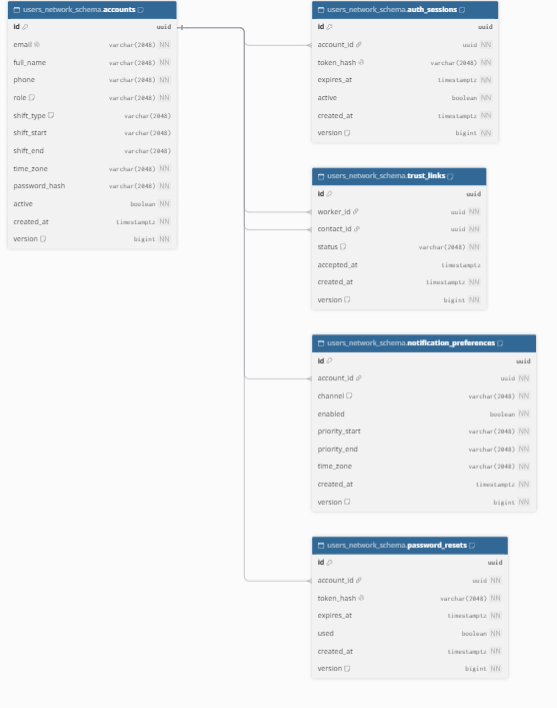 users_network_schema.accounts
id uuid
email varchar(2048) NN
full_name varchar(2048) NN
phone varchar(2048) NN
role varchar(2048) NN
shift_type varchar(2048)
shift_start varchar(2048)
shift_end varchar(2048)
time_zone varchar(2048) NN
password_hash varchar(2048) NN
active boolean NN
created_at timestamptz NN
version bigint NN
users_network_schema.auth_sessions
id uuid
account_id uuid NN
token_hash varchar(2048) NN
expires_at timestamptz NN
active boolean NN
created_at timestamptz NN
version bigint NN
users_network_schema.trust_links
id uuid
worker_id uuid NN
contact_id uuid NN
status varchar(2048) NN
accepted_at timestamptz
created_at timestamptz NN
version bigint NN
users_network_schema.notification_preferences
id uuid
account_id uuid NN
channel varchar(2048) NN
enabled boolean NN
priority_start varchar(2048) NN
priority_end varchar(2048) NN
time_zone varchar(2048) NN
created_at timestamptz NN
version bigint NN
users_network_schema.password_resets
id uuid
account_id uuid NN
token_hash varchar(2048) NN
expires_at timestamptz NN
used boolean NN
created_at timestamptz NN
version bigint NN